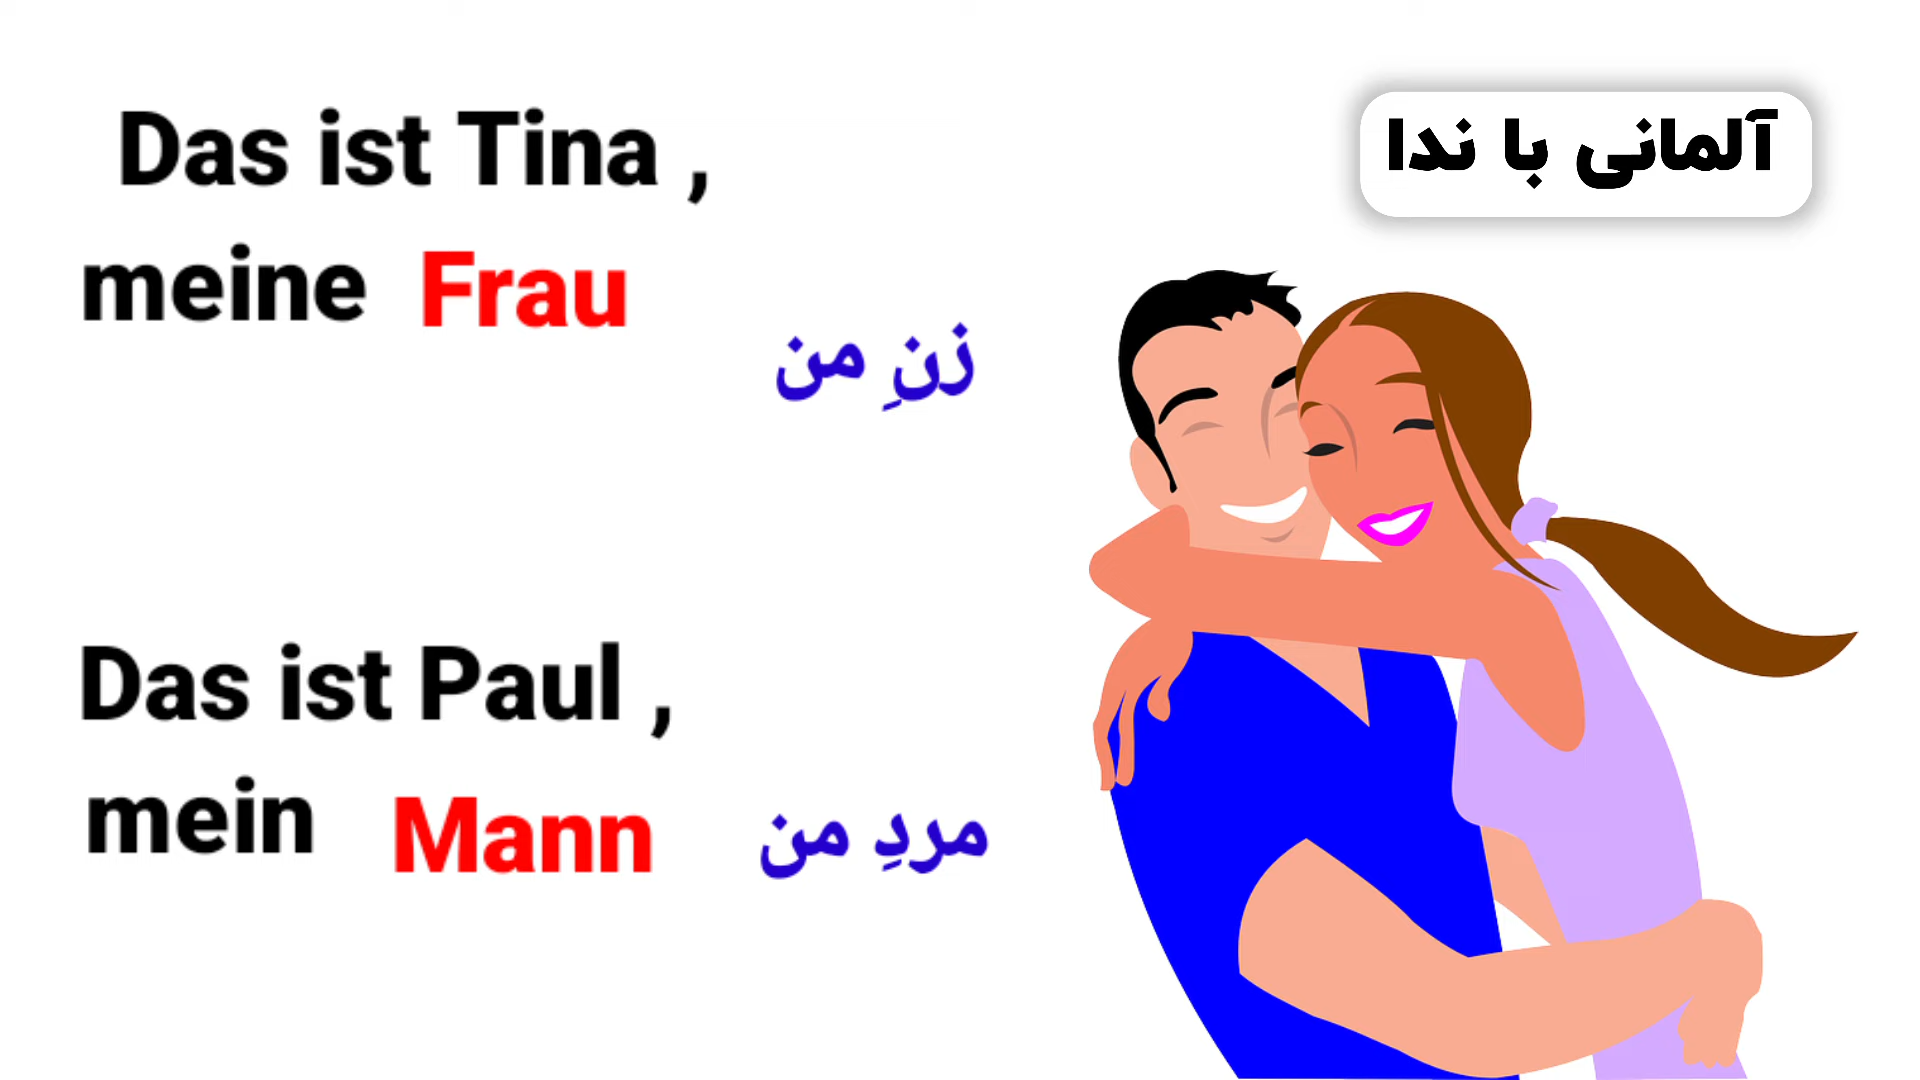 آلمانی با ندا
Das ist Tina ,
meine Frau
زنِ من
Das ist Paul ,
mein Mann
مردِ من